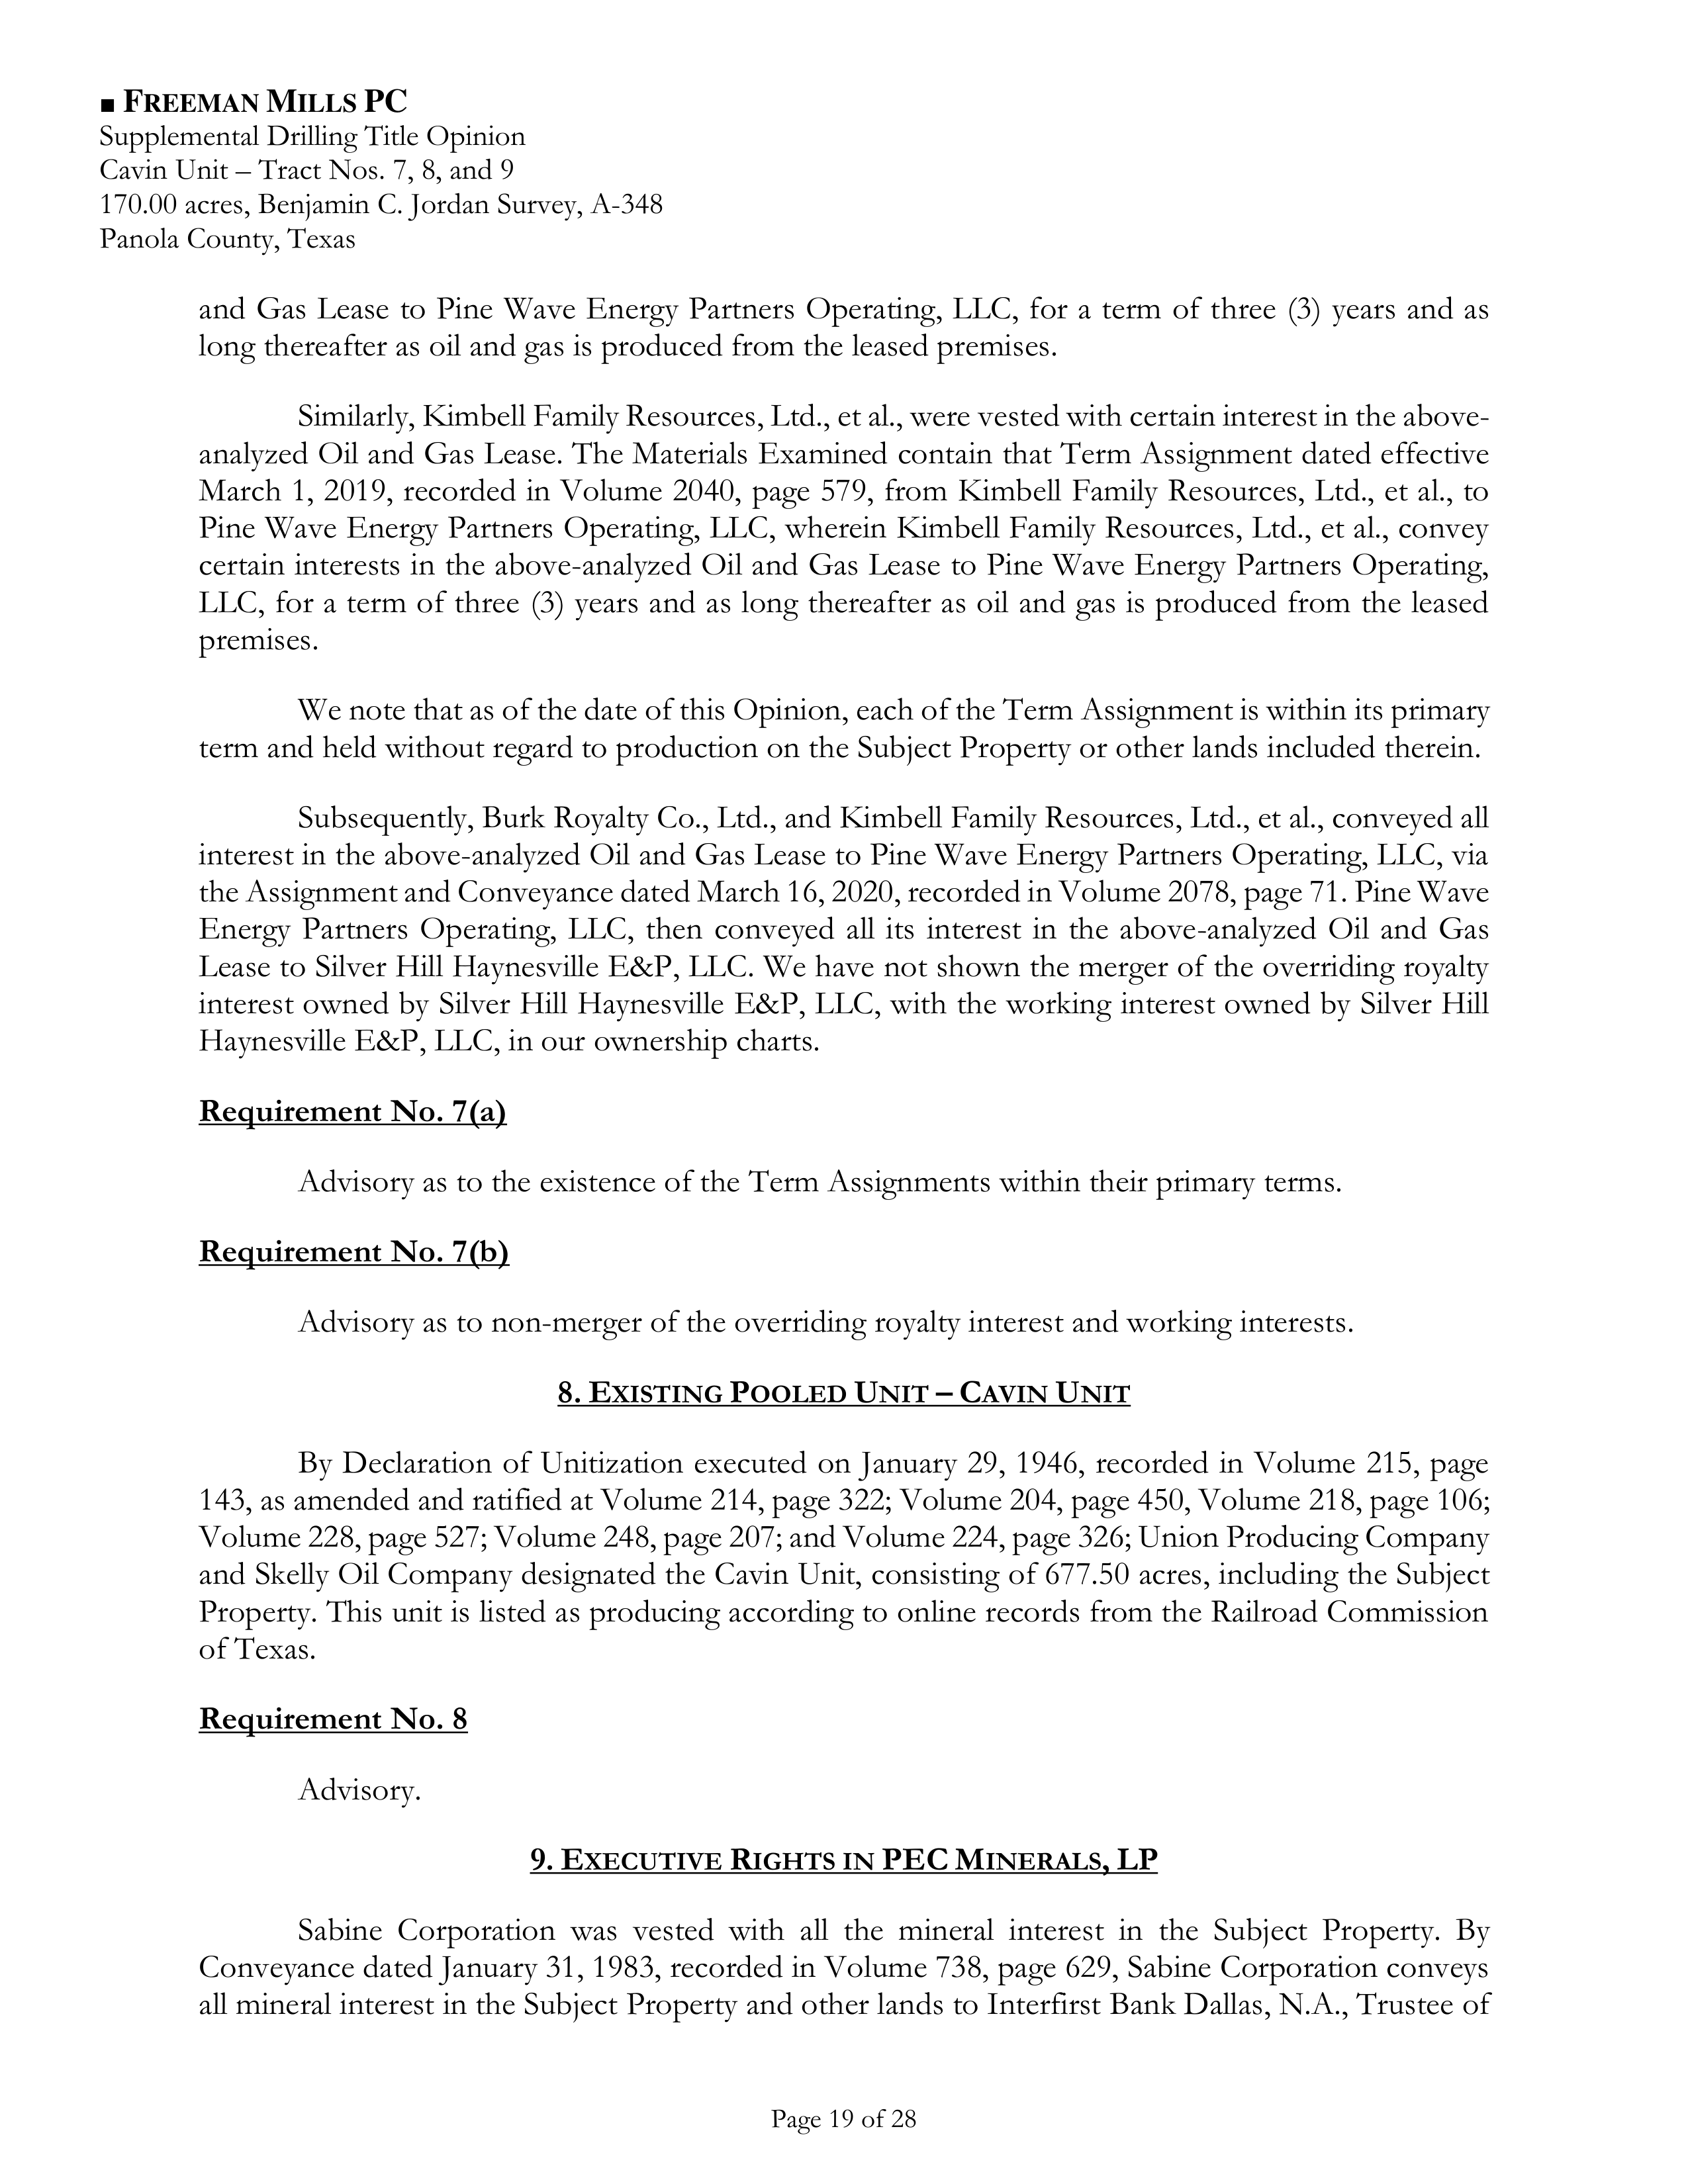 ■ FREEMAN MILLS PC
Supplemental Drilling Title Opinion
Cavin Unit – Tract Nos. 7, 8, and 9
170.00 acres, Benjamin C. Jordan Survey, A-348
Panola County, Texas
and Gas Lease to Pine Wave Energy Partners Operating, LLC, for a term of three (3) years and as
long thereafter as oil and gas is produced from the leased premises.
Similarly, Kimbell Family Resources, Ltd., et al., were vested with certain interest in the above-
analyzed Oil and Gas Lease. The Materials Examined contain that Term Assignment dated effective
March 1, 2019, recorded in Volume 2040, page 579, from Kimbell Family Resources, Ltd., et al., to
Pine Wave Energy Partners Operating, LLC, wherein Kimbell Family Resources, Ltd., et al., convey
certain interests in the above-analyzed Oil and Gas Lease to Pine Wave Energy Partners Operating,
LLC, for a term of three (3) years and as long thereafter as oil and gas is produced from the leased
premises.
We note that as of the date of this Opinion, each of the Term Assignment is within its primary
term and held without regard to production on the Subject Property or other lands included therein.
Subsequently, Burk Royalty Co., Ltd., and Kimbell Family Resources, Ltd., et al., conveyed all
interest in the above-analyzed Oil and Gas Lease to Pine Wave Energy Partners Operating, LLC, via
the Assignment and Conveyance dated March 16, 2020, recorded in Volume 2078, page 71. Pine Wave
Energy Partners Operating, LLC, then conveyed all its interest in the above-analyzed Oil and Gas
Lease to Silver Hill Haynesville E&P, LLC. We have not shown the merger of the overriding royalty
interest owned by Silver Hill Haynesville E&P, LLC, with the working interest owned by Silver Hill
Haynesville E&P, LLC, in our ownership charts.
Requirement No. 7(a)
Advisory as to the existence of the Term Assignments within their primary terms.
Requirement No. 7(b)
Advisory as to non-merger of the overriding royalty interest and working interests.
8. EXISTING POOLED UNIT – CAVIN UNIT
By Declaration of Unitization executed on January 29, 1946, recorded in Volume 215, page
143, as amended and ratified at Volume 214, page 322; Volume 204, page 450, Volume 218, page 106;
Volume 228, page 527; Volume 248, page 207; and Volume 224, page 326; Union Producing Company
and Skelly Oil Company designated the Cavin Unit, consisting of 677.50 acres, including the Subject
Property. This unit is listed as producing according to online records from the Railroad Commission
of Texas.
Requirement No. 8
Advisory.
9. EXECUTIVE RIGHTS IN PEC MINERALS, LP
Sabine Corporation was vested with all the mineral interest in the Subject Property. By
Conveyance dated January 31, 1983, recorded in Volume 738, page 629, Sabine Corporation conveys
all mineral interest in the Subject Property and other lands to Interfirst Bank Dallas, N.A., Trustee of
Page 19 of 28